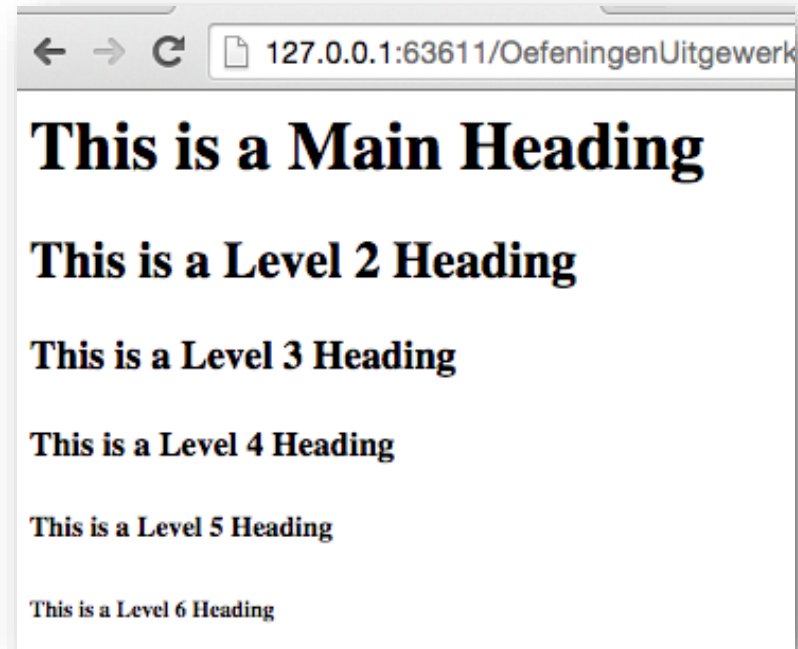 127.0.0.1:63611/OefeningenUitgewerk
This is a Main Heading
This is a Level 2 Heading
This is a Level 3 Heading
This is a Level 4 Heading
This is a Level 5 Heading
This is a Level 6 Heading